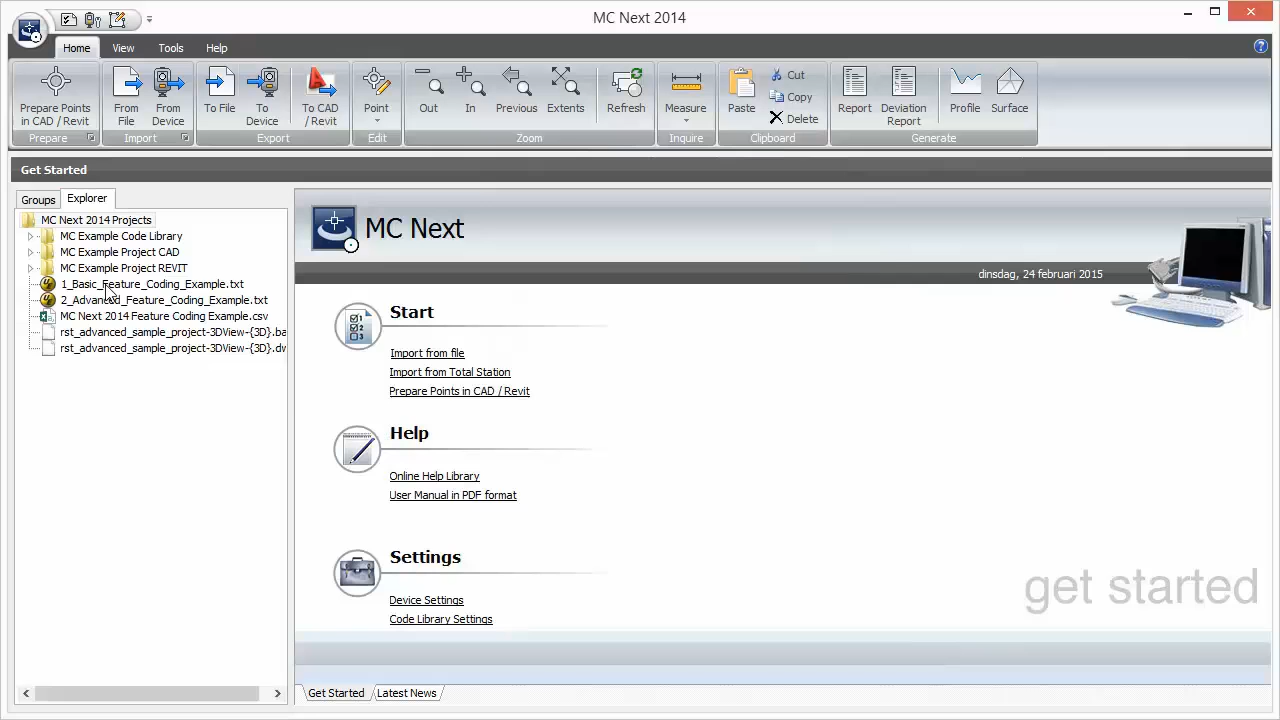 MC Next 2014
Home View Tools Help
Prepare Points in CAD / Revit
From File
From Device
To File
To Device
To CAD / Revit
Point
Out
In
Previous
Extents
Refresh
Measure
Paste
Cut
Copy
Delete
Report
Deviation Report
Profile
Surface
Prepare
Import
Export
Edit
Zoom
Inquire
Clipboard
Generate
Get Started
Groups Explorer
MC Next 2014 Projects
MC Example Code Library
MC Example Project CAD
MC Example Project REVIT
1_Basic_Feature_Coding_Example.txt
2_Advanced_Feature_Coding_Example.txt
MC Next 2014 Feature Coding Example.csv
rst_advanced_sample_project-3DView-{3D}.ba
rst_advanced_sample_project-3DView-{3D}.dw
MC Next
dinsdag, 24 februari 2015
Start
Import from file
Import from Total Station
Prepare Points in CAD / Revit
Help
Online Help Library
User Manual in PDF format
Settings
Device Settings
Code Library Settings
get started
Get Started Latest News